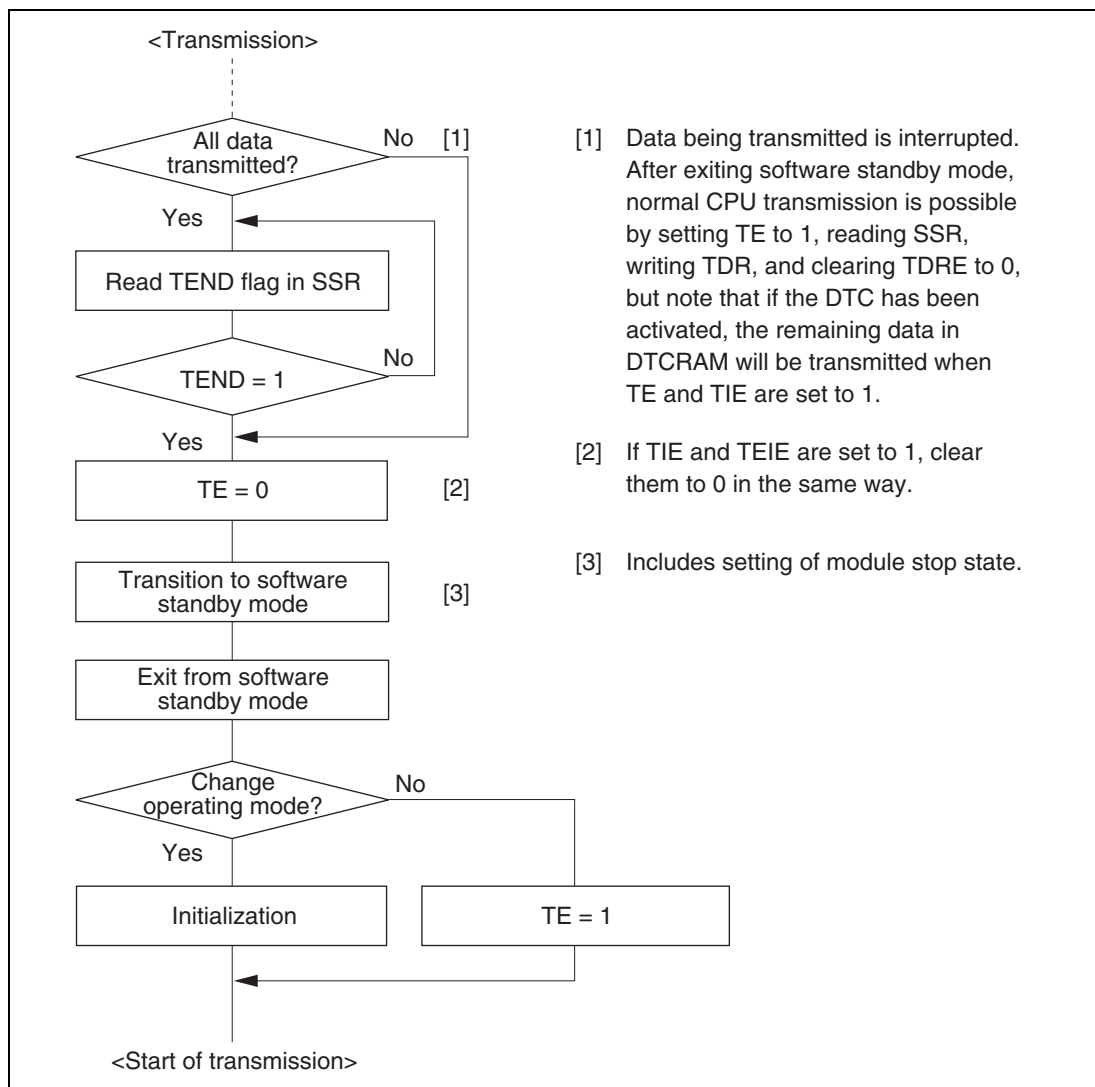 <Transmission>
All data
transmitted?
No
[1]
Yes
Read TEND flag in SSR
TEND = 1
No
Yes
TE = 0
[2]
Transition to software
standby mode
[3]
Exit from software
standby mode
Change
operating mode?
No
Yes
Initialization
TE = 1
<Start of transmission>
[1] Data being transmitted is interrupted.
After exiting software standby mode,
normal CPU transmission is possible
by setting TE to 1, reading SSR,
writing TDR, and clearing TDRE to 0,
but note that if the DTC has been
activated, the remaining data in
DTCRAM will be transmitted when
TE and TIE are set to 1.
[2] If TIE and TEIE are set to 1, clear
them to 0 in the same way.
[3] Includes setting of module stop state.